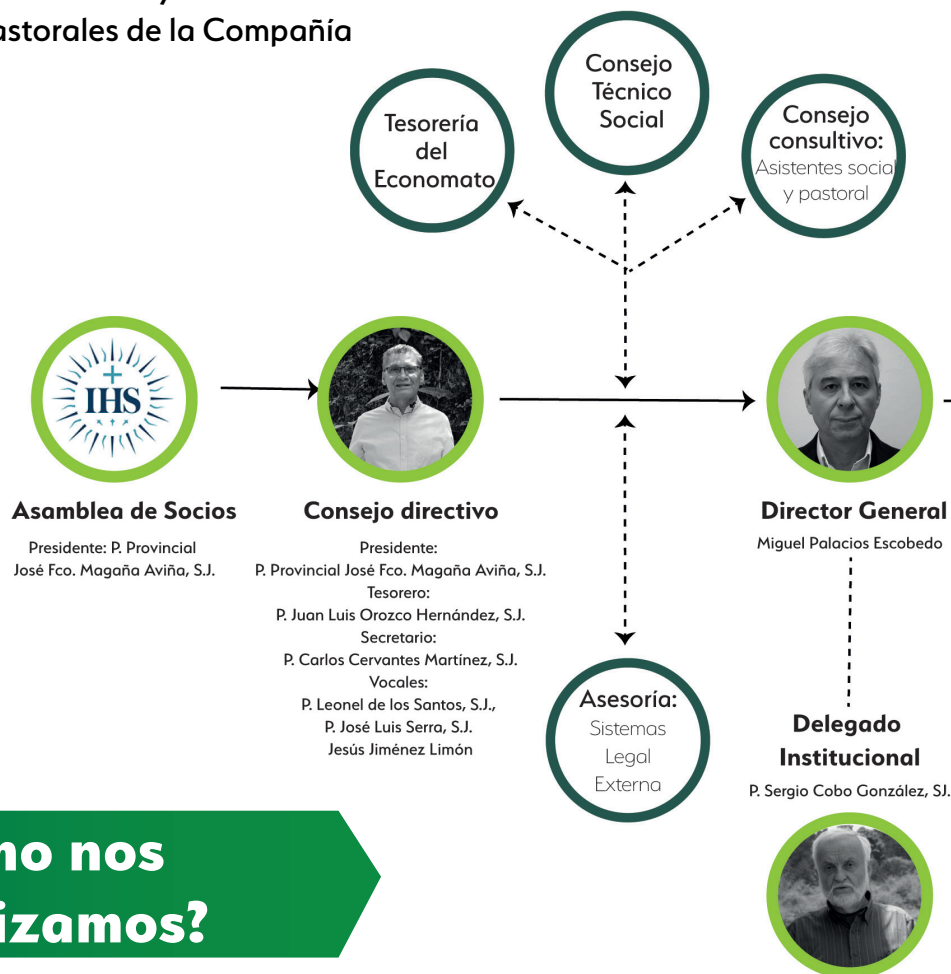 astorales de la Compañía
Consejo
Técnico
Social
Tesorería
del
Economato
Consejo
consultivo:
Asistentes social
y pastoral
IHS
Asamblea de Socios
Presidente: P. Provincial
José Fco. Magaña Aviña, S.J.
Consejo directivo
Presidente:
P. Provincial José Fco. Magaña Aviña, S.J.
Tesorero:
P. Juan Luis Orozco Hernández, S.J.
Secretario:
P. Carlos Cervantes Martínez, S.J.
Vocales:
P. Leonel de los Santos, S.J.,
P. José Luis Serra, S.J.
Jesús Jiménez Limón
Director General
Miguel Palacios Escobedo
Asesoría:
Sistemas
Legal
Externa
Delegado
Institucional
P. Sergio Cobo González, SJ.
mo nos
izamos?